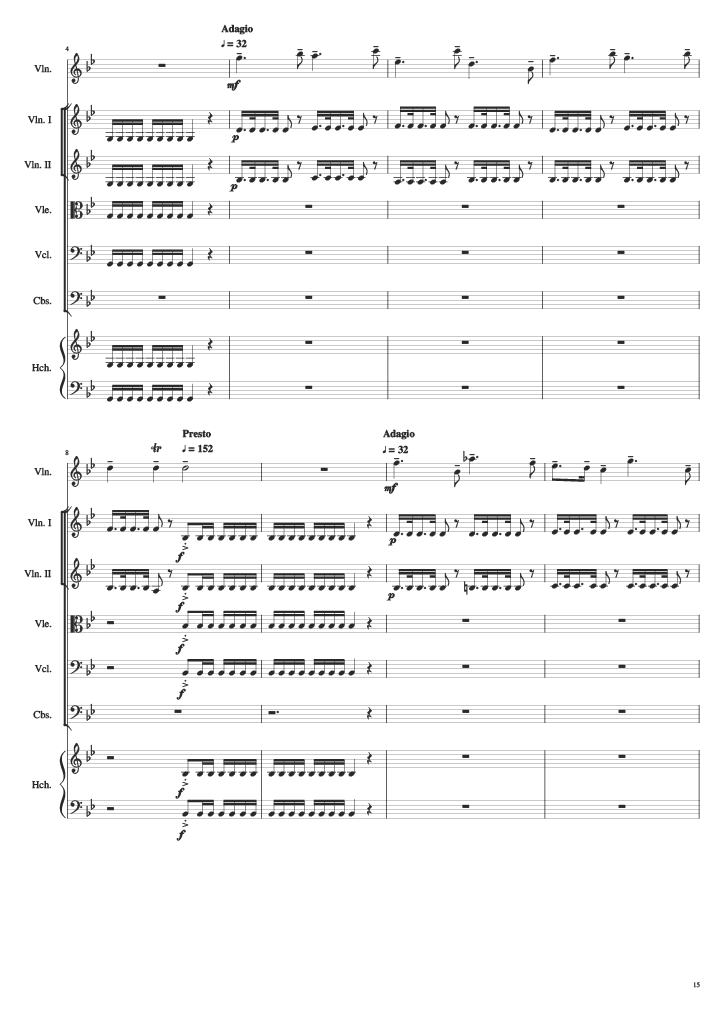 Adagio
4
♩ = 32
Vln.
mf
Vln. I
p
Vln. II
p
Vle.
Vcl.
Cbs.
Hch.
Presto
Adagio
8
tr
♩ = 152
♩ = 32
Vln.
mf
Vln. I
f
p
Vln. II
f
p
Vle.
f
Vcl.
f
Cbs.
Hch.
f
f
15